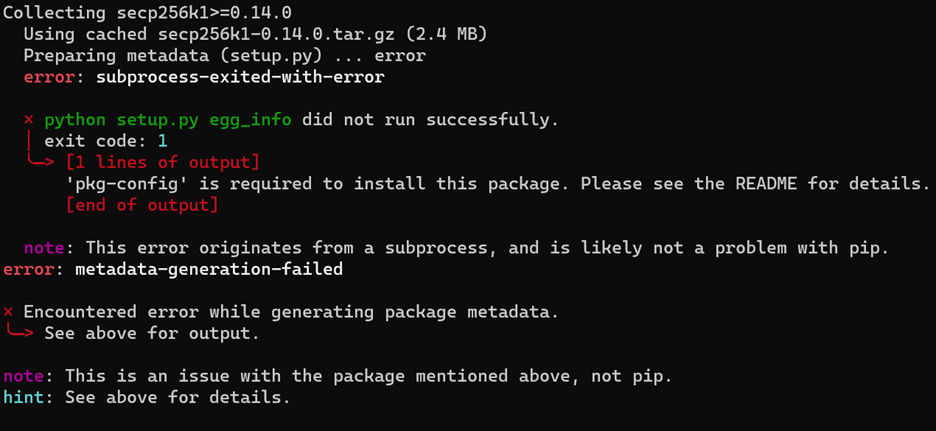 Collecting secp256k1>=0.14.0
Using cached secp256k1-0.14.0.tar.gz (2.4 MB)
Preparing metadata (setup.py) ... error
error: subprocess-exited-with-error
× python setup.py egg_info did not run successfully.
│ exit code: 1
╰─> [1 lines of output]
'pkg-config' is required to install this package. Please see the README for details.
[end of output]
note: This error originates from a subprocess, and is likely not a problem with pip.
error: metadata-generation-failed
× Encountered error while generating package metadata.
╰─> See above for output.
note: This is an issue with the package mentioned above, not pip.
hint: See above for details.